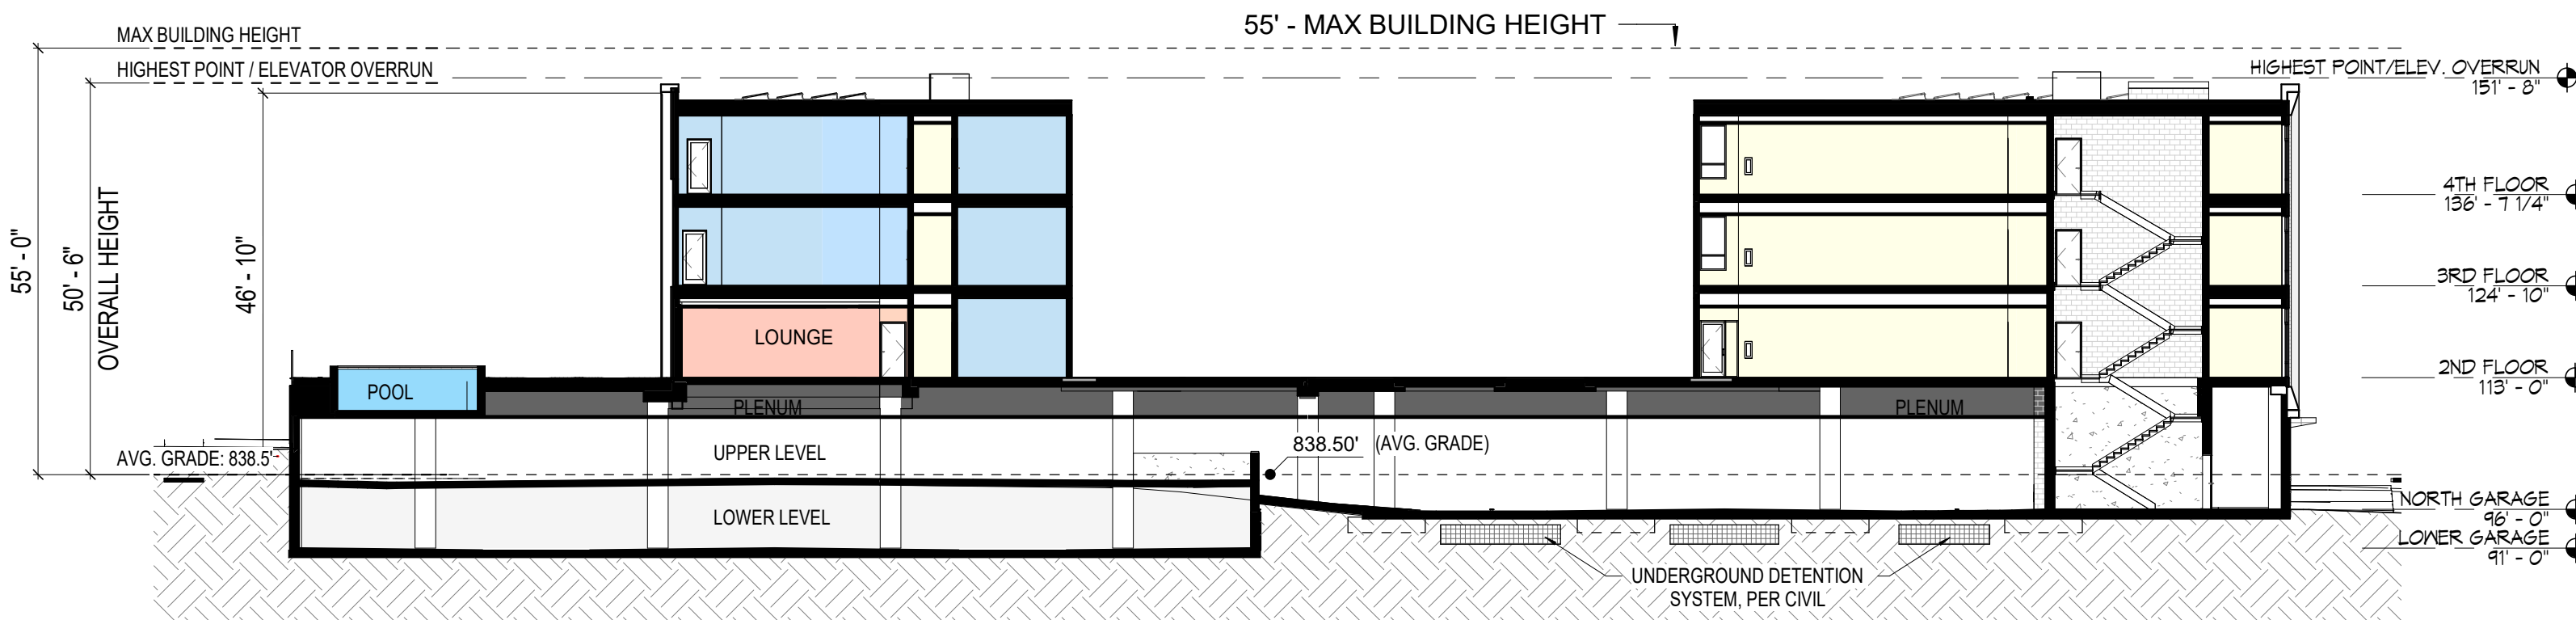 55' - MAX BUILDING HEIGHT
MAX BUILDING HEIGHT
HIGHEST POINT / ELEVATOR OVERRUN
HIGHEST POINT/ELEV. OVERRUN
151' - 8"
4TH FLOOR
136' - 7 1/4"
55' - 0"
50' - 6"
OVERALL HEIGHT
46' - 10"
3RD FLOOR
124' - 10"
LOUNGE
2ND FLOOR
113' - 0"
POOL
PLENUM
PLENUM
838.50' (AVG. GRADE)
UPPER LEVEL
AVG. GRADE: 838.5'
NORTH GARAGE
96' - 0"
LOWER LEVEL
LOWER GARAGE
91' - 0"
UNDERGROUND DETENTION
SYSTEM, PER CIVIL